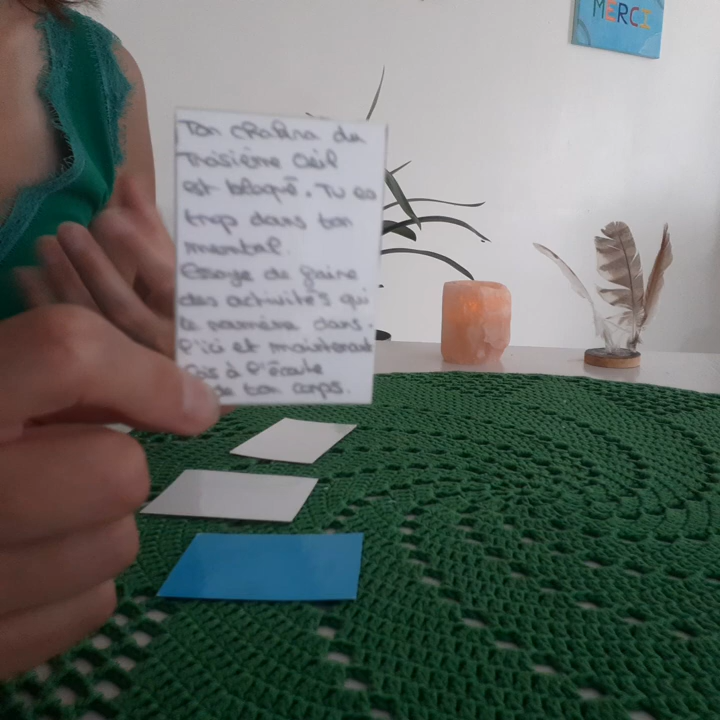 MERCI
Ton chakra du
Troisième Oeil
est bloqué. Tu es
trop dans ton
mental.
Essaye de faire
des activités qui
te ramène dans
l'ici et maintenant
fois à l'écoute
de ton corps.